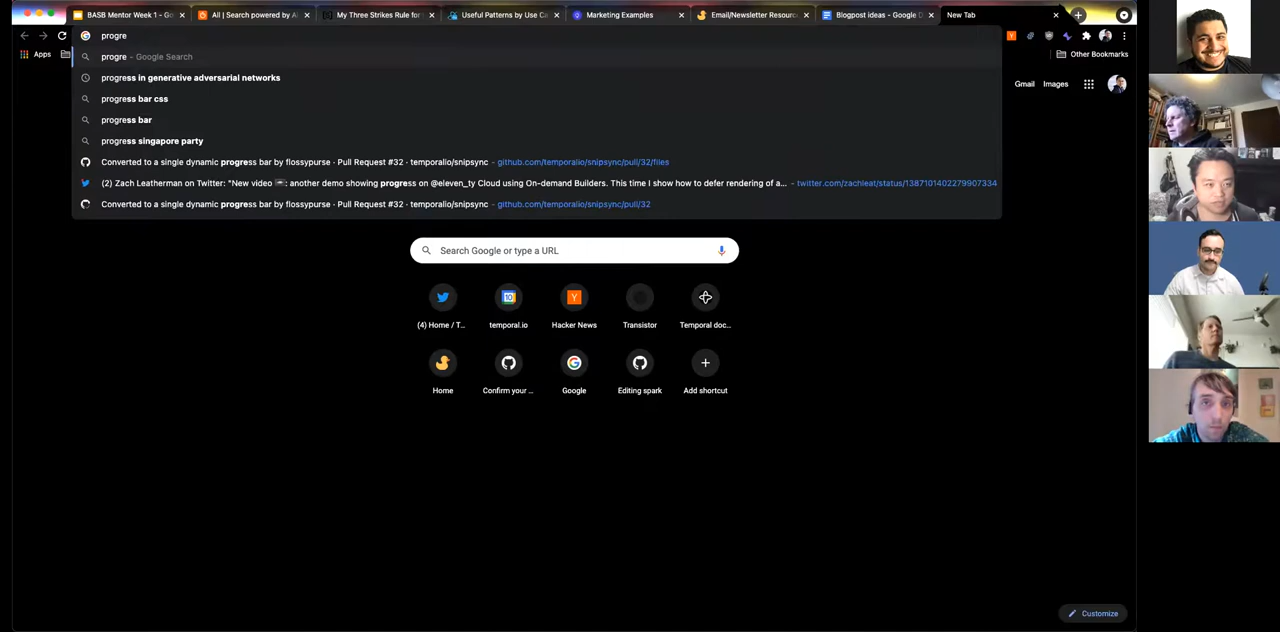 BASB Mentor Week 1 - Go
All | Search powered by Al
My Three Strikes Rule for
Useful Patterns by Use Ca
Marketing Examples
Email/Newsletter Resourc
Blogpost ideas - Google D
New Tab
progre
Apps
progre - Google Search
Other Bookmarks
progress in generative adversarial networks
Gmail
Images
progress bar css
progress bar
progress singapore party
Converted to a single dynamic progress bar by flossypurse · Pull Request #32 · temporalio/snipsync - github.com/temporalio/snipsync/pull/32/files
(2) Zach Leatherman on Twitter: "New video : another demo showing progress on @eleven_ty Cloud using On-demand Builders. This time I show how to defer rendering of a... - twitter.com/zachleat/status/1387101402279907334
Converted to a single dynamic progress bar by flossypurse · Pull Request #32 · temporalio/snipsync - github.com/temporalio/snipsync/pull/32
Search Google or type a URL
(4) Home / T...
temporal.io
Hacker News
Transistor
Temporal doc...
Home
Confirm your ...
Google
Editing spark
Add shortcut
Customize